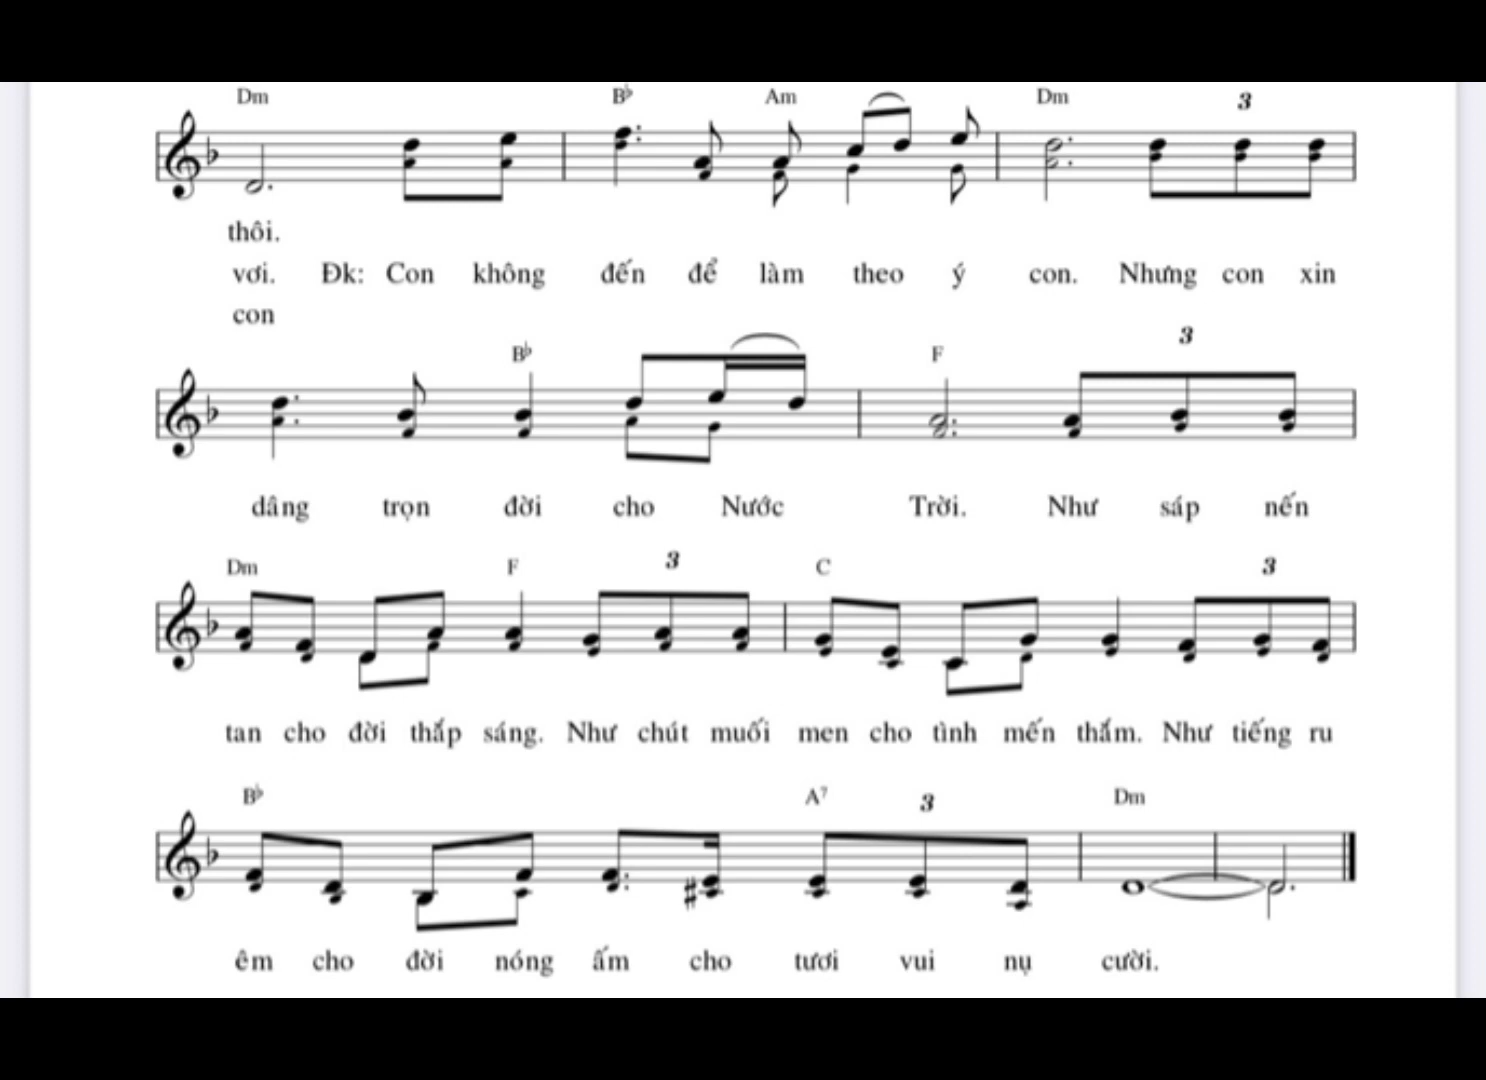 Dm B♭ Am Dm 3
thôi.
vơi. Đk: Con không đến để làm theo ý con. Nhưng con xin
con
B♭ F 3
dâng trọn đời cho Nước Trời. Như sáp nến
Dm F 3 C 3
tan cho đời thắp sáng. Như chút muối men cho tình mến thắm. Như tiếng ru
B♭ A7 3 Dm
êm cho đời nóng ấm cho tươi vui nụ cười.